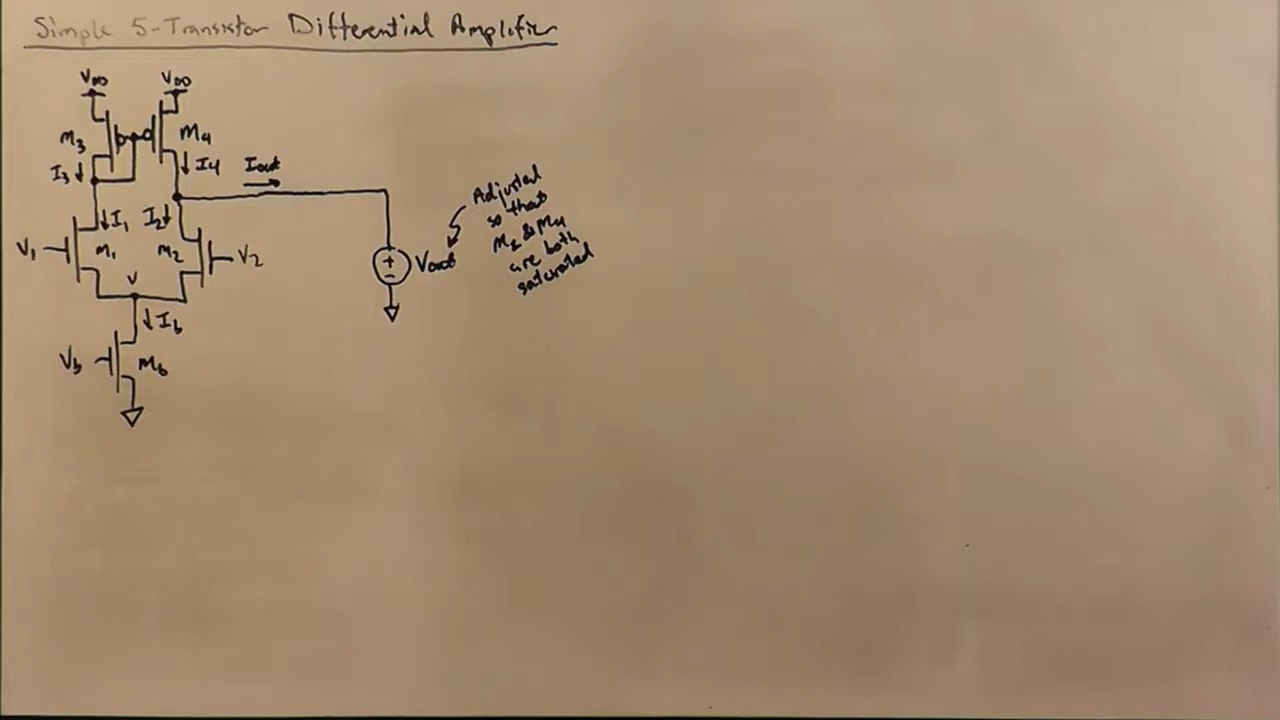 Simple 5-Transistor Differential Amplifier
VDD VDD
M3 M4
I3 I4 Iout
I1 I2
V1 M1 M2 V2
V
Ib
Vb Mb
+
-
Vout
Adjusted
so that
M2 & M4
are both
saturated